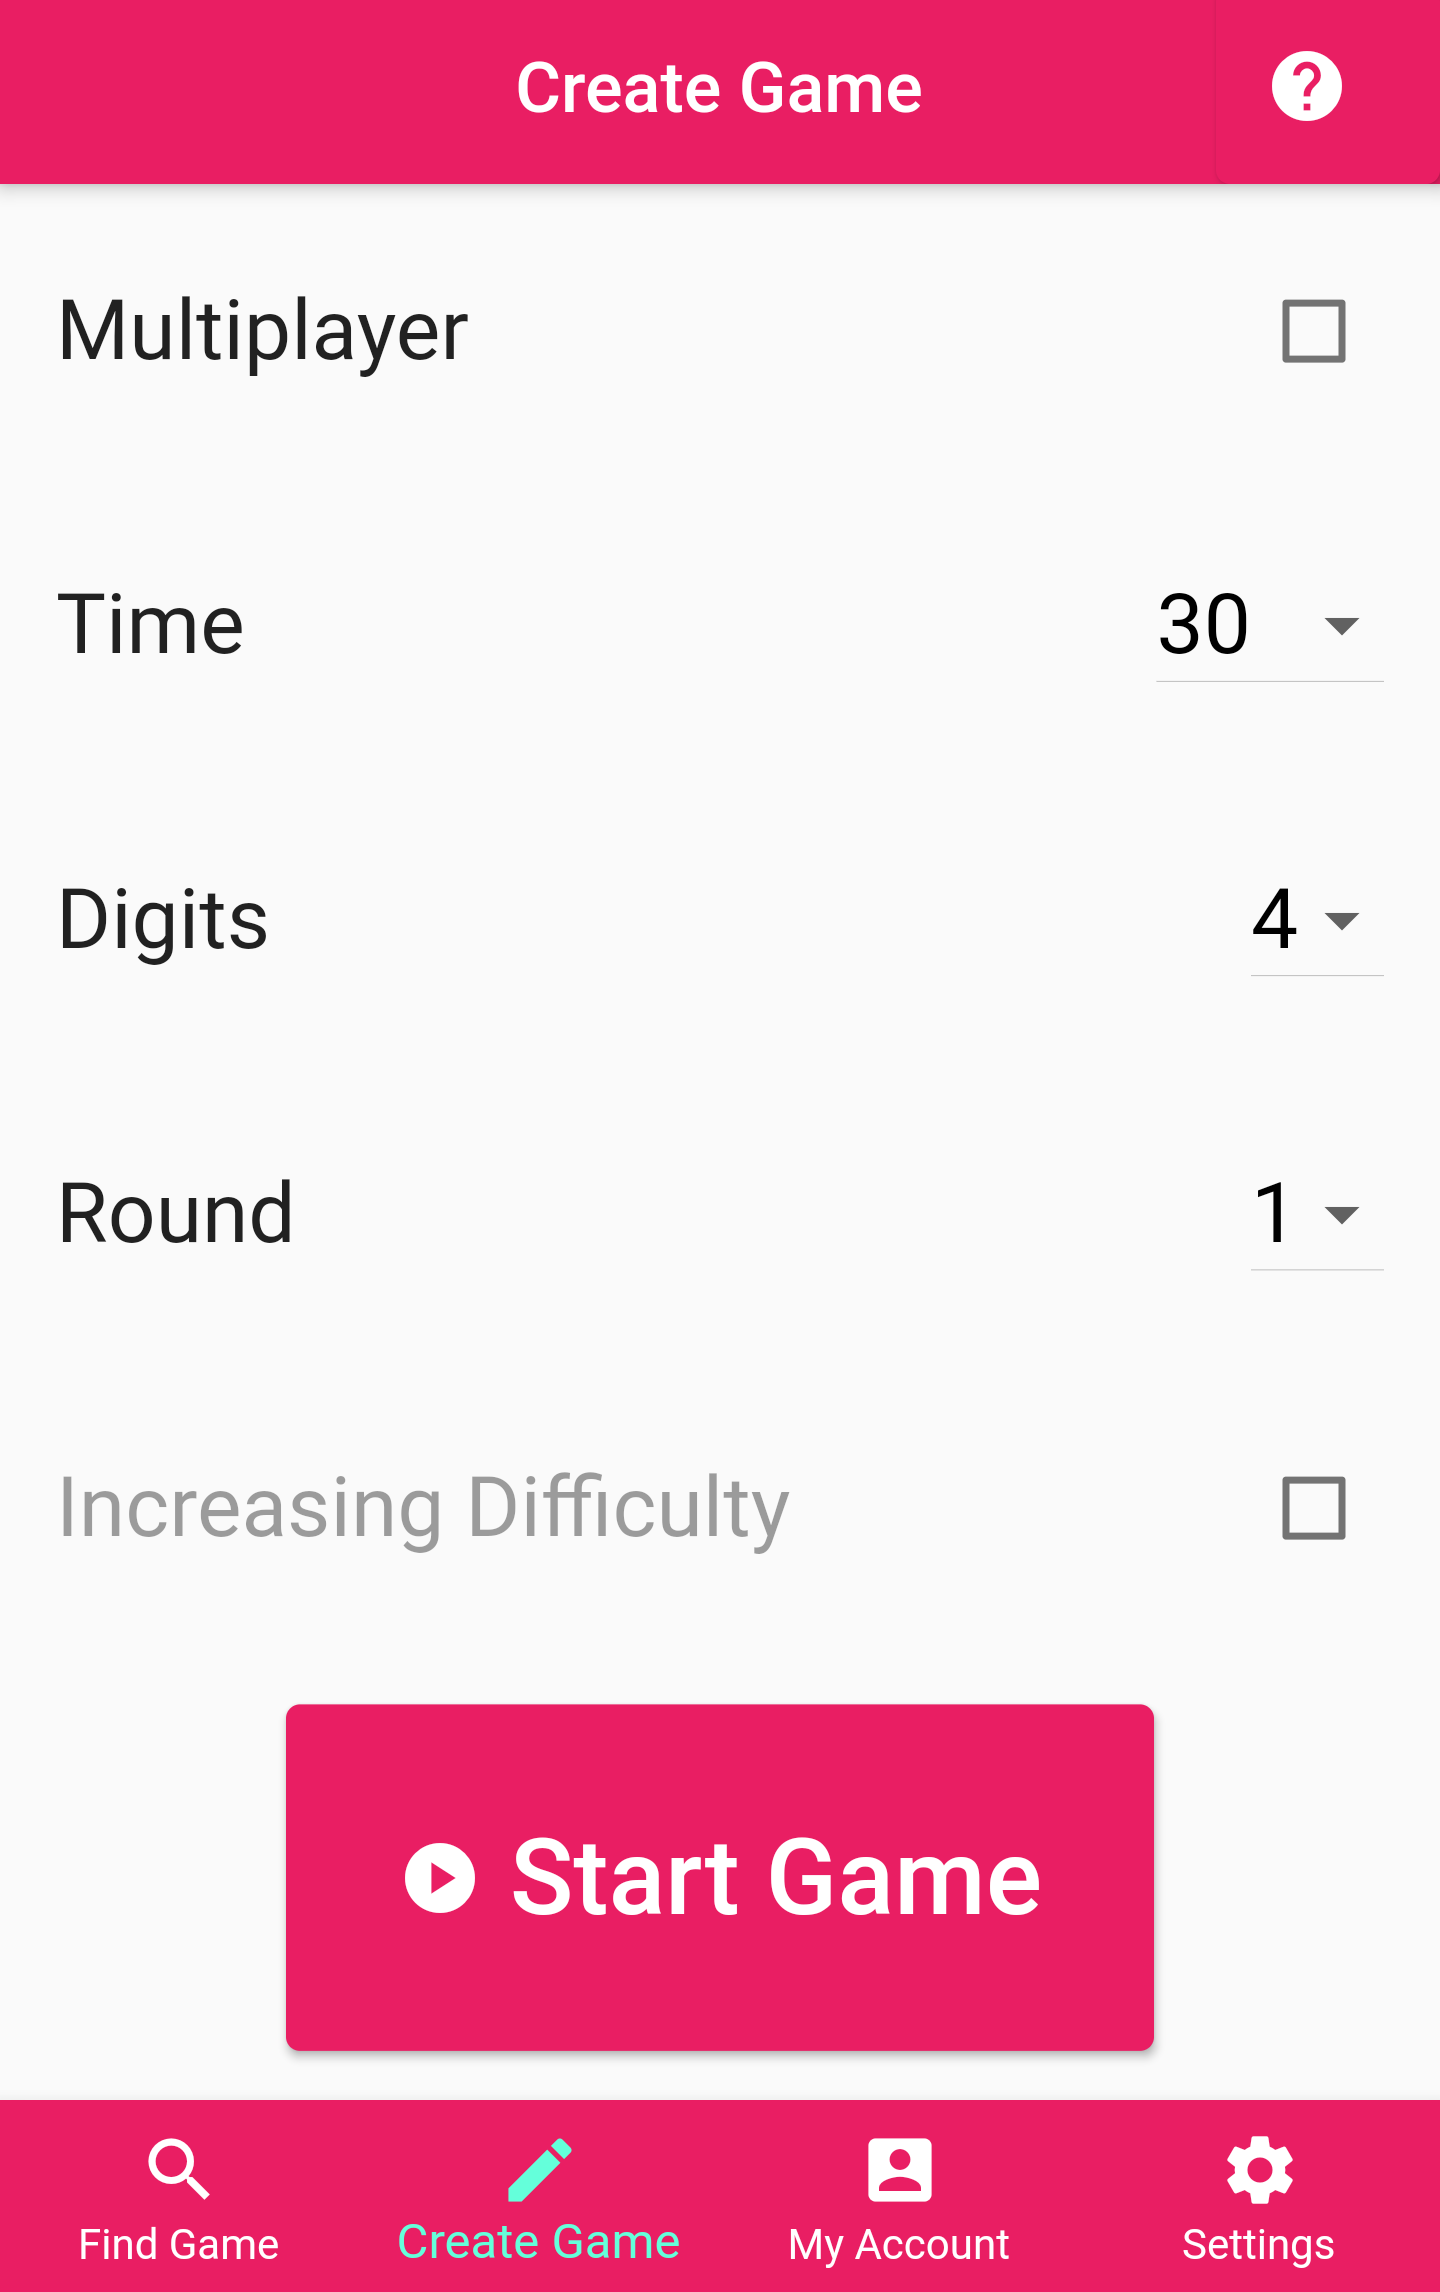 Create Game
Multiplayer
Time 30
Digits 4
Round 1
Increasing Difficulty
Start Game
Find Game Create Game My Account Settings